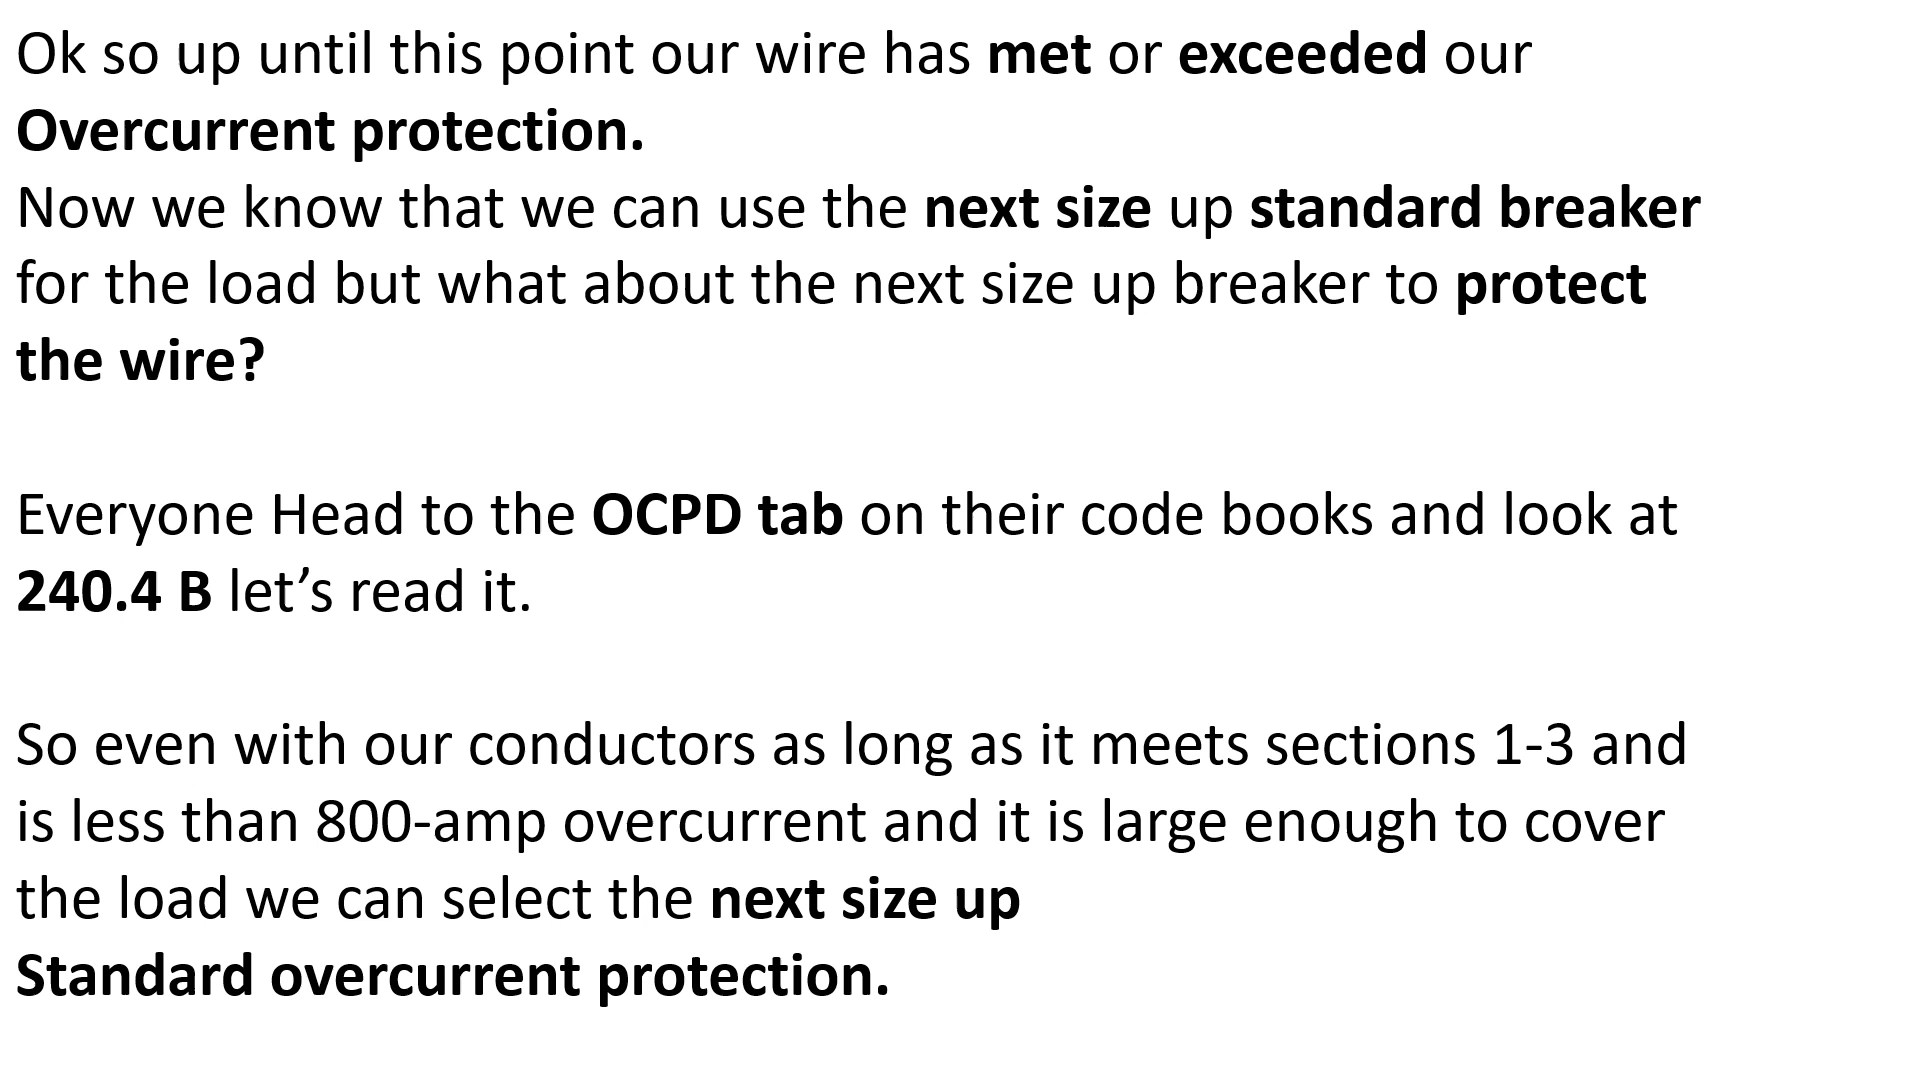 Ok so up until this point our wire has met or exceeded our
Overcurrent protection.
Now we know that we can use the next size up standard breaker
for the load but what about the next size up breaker to protect
the wire?
Everyone Head to the OCPD tab on their code books and look at
240.4 B let’s read it.
So even with our conductors as long as it meets sections 1-3 and
is less than 800-amp overcurrent and it is large enough to cover
the load we can select the next size up
Standard overcurrent protection.